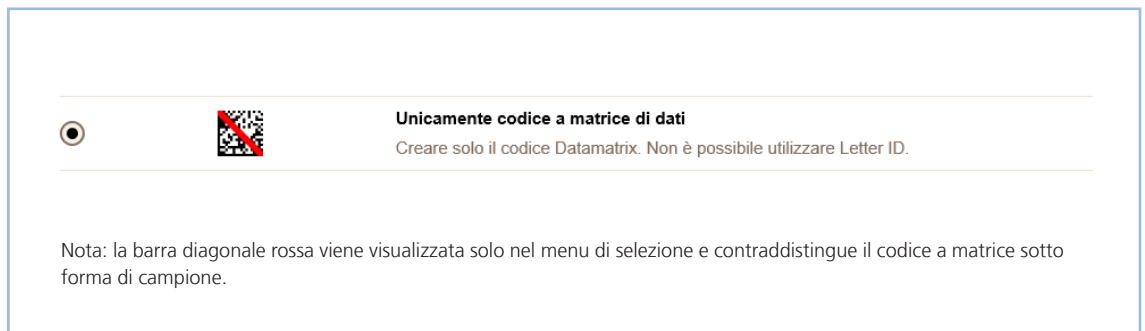 Unicamente codice a matrice di dati
Creare solo il codice Datamatrix. Non è possibile utilizzare Letter ID.
Nota: la barra diagonale rossa viene visualizzata solo nel menu di selezione e contraddistingue il codice a matrice sotto
forma di campione.